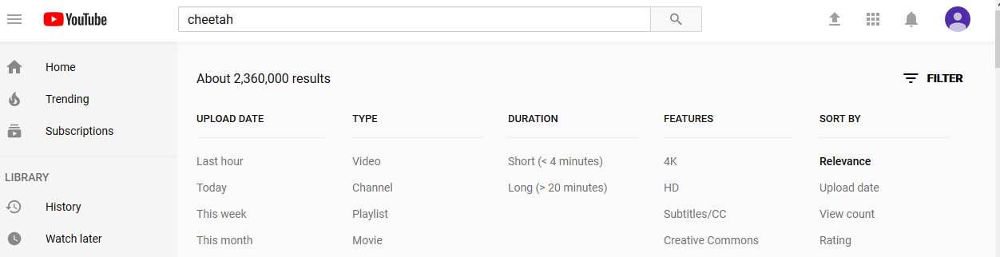 YouTube
cheetah
Home
Trending
Subscriptions
LIBRARY
History
Watch later
About 2,360,000 results
FILTER
UPLOAD DATE
Last hour
Today
This week
This month
TYPE
Video
Channel
Playlist
Movie
DURATION
Short (< 4 minutes)
Long (> 20 minutes)
FEATURES
4K
HD
Subtitles/CC
Creative Commons
SORT BY
Relevance
Upload date
View count
Rating